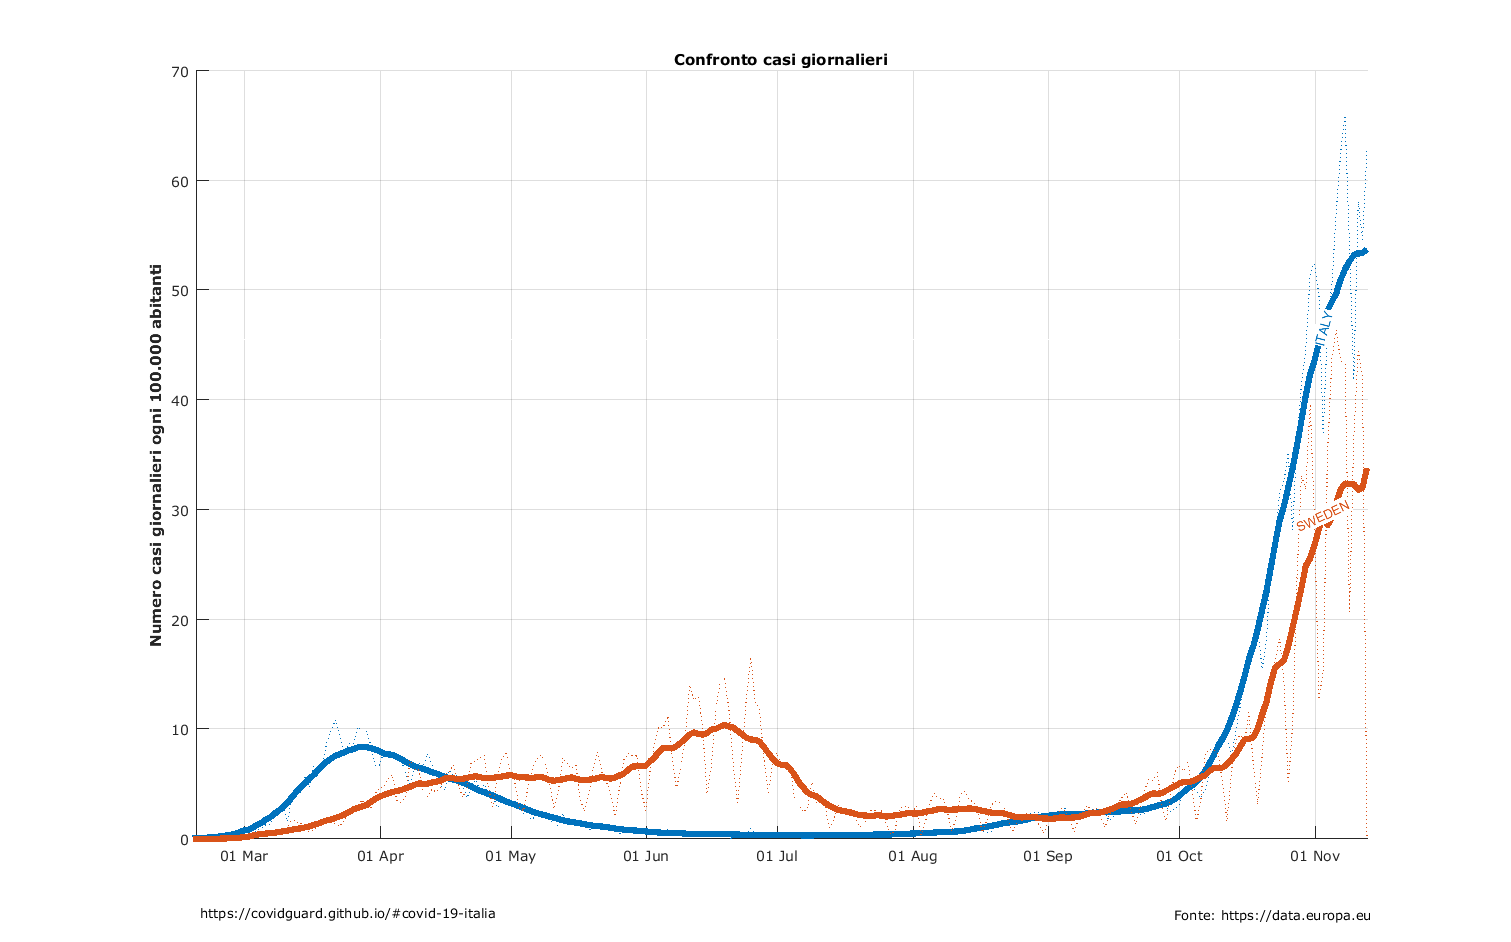 Confronto casi giornalieri
Numero casi giornalieri ogni 100.000 abitanti
70
60
50
40
30
20
10
0
ITALY
SWEDEN
01 Mar
01 Apr
01 May
01 Jun
01 Jul
01 Aug
01 Sep
01 Oct
01 Nov
https://covidguard.github.io/#covid-19-italia
Fonte: https://data.europa.eu